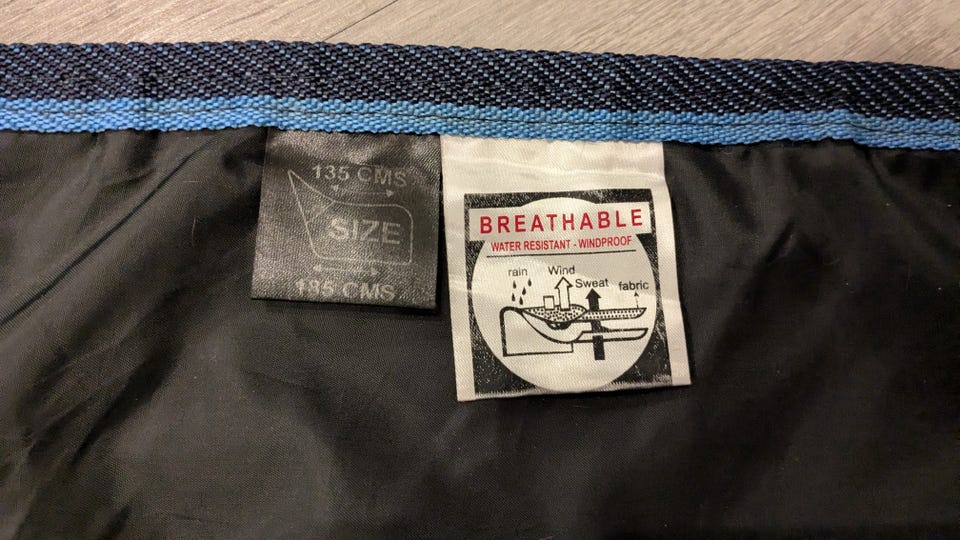 135 CMS
SIZE
185 CMS
BREATHABLE
WATER RESISTANT - WINDPROOF
rain
Wind
Sweat
fabric